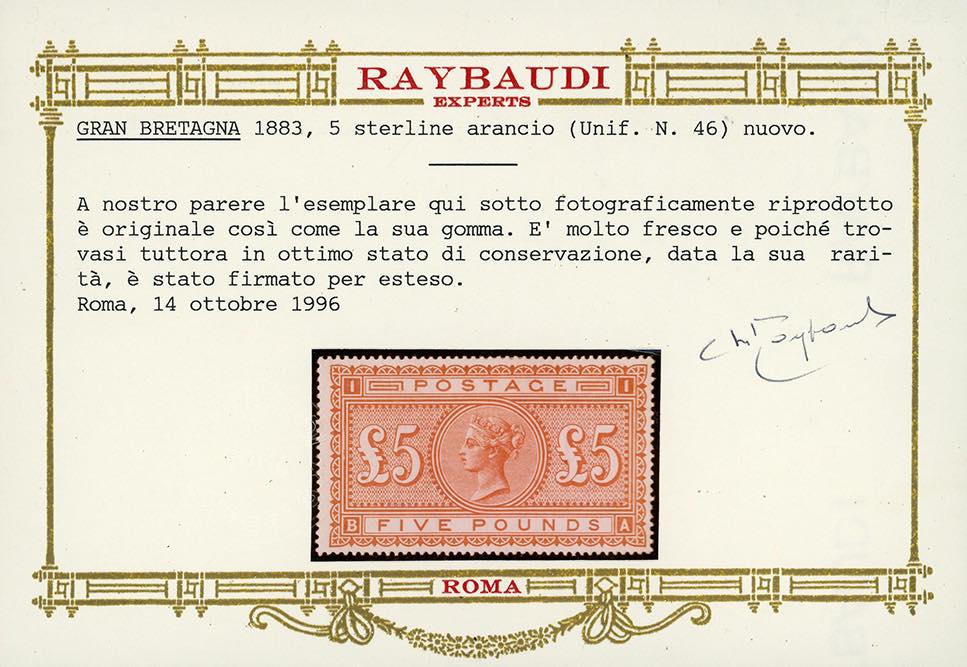 RAYBAUDI
EXPERTS
GRAN BRETAGNA 1883, 5 sterline arancio (Unif. N. 46) nuovo.
A nostro parere l'esemplare qui sotto fotograficamente riprodotto
è originale così come la sua gomma. E' molto fresco e poiché tro-
vasi tuttora in ottimo stato di conservazione, data la sua rari-
tà, è stato firmato per esteso.
Roma, 14 ottobre 1996
I POSTAGE I
£5 £5
B FIVE POUNDS A
ROMA